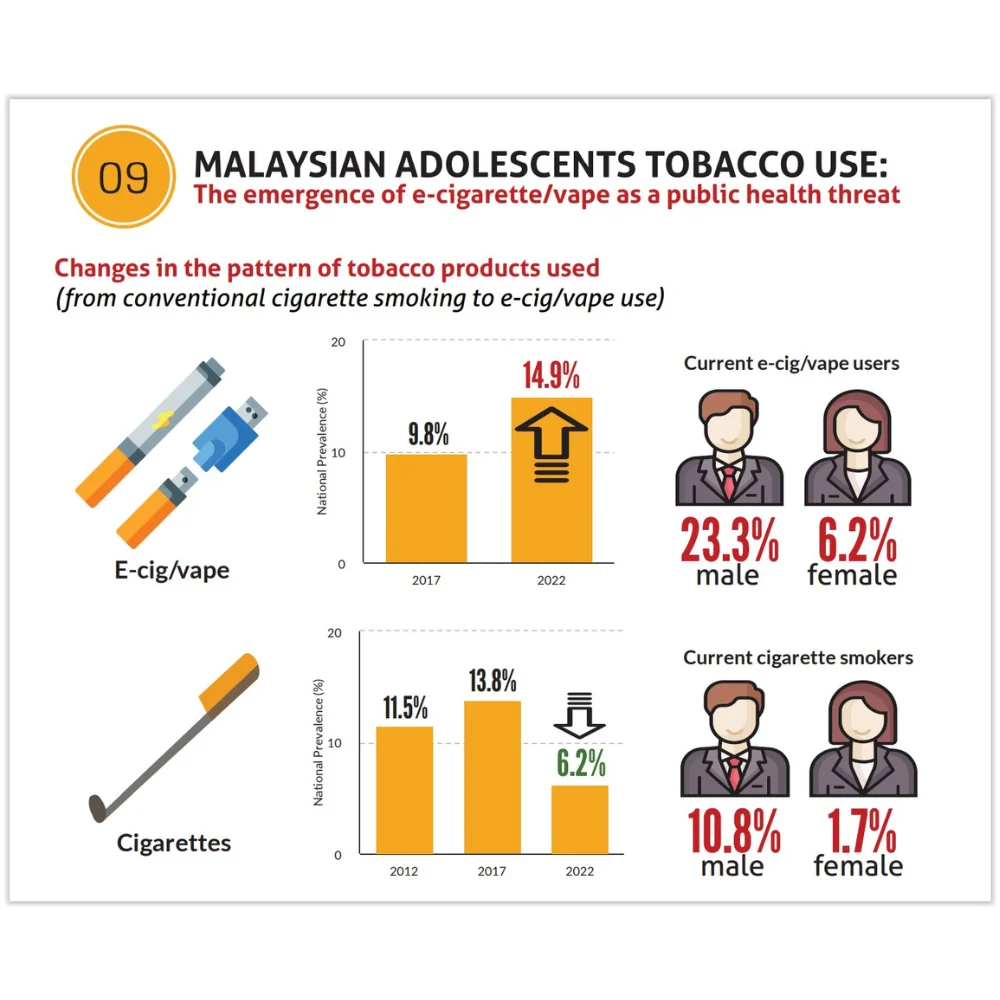 09
MALAYSIAN ADOLESCENTS TOBACCO USE:
The emergence of e-cigarette/vape as a public health threat
Changes in the pattern of tobacco products used
(from conventional cigarette smoking to e-cig/vape use)
E-cig/vape
National Prevalence (%)
20
10
0
9.8%
14.9%
2017
2022
Current e-cig/vape users
23.3%
male
6.2%
female
Cigarettes
National Prevalence (%)
20
10
0
11.5%
13.8%
6.2%
2012
2017
2022
Current cigarette smokers
10.8%
male
1.7%
female